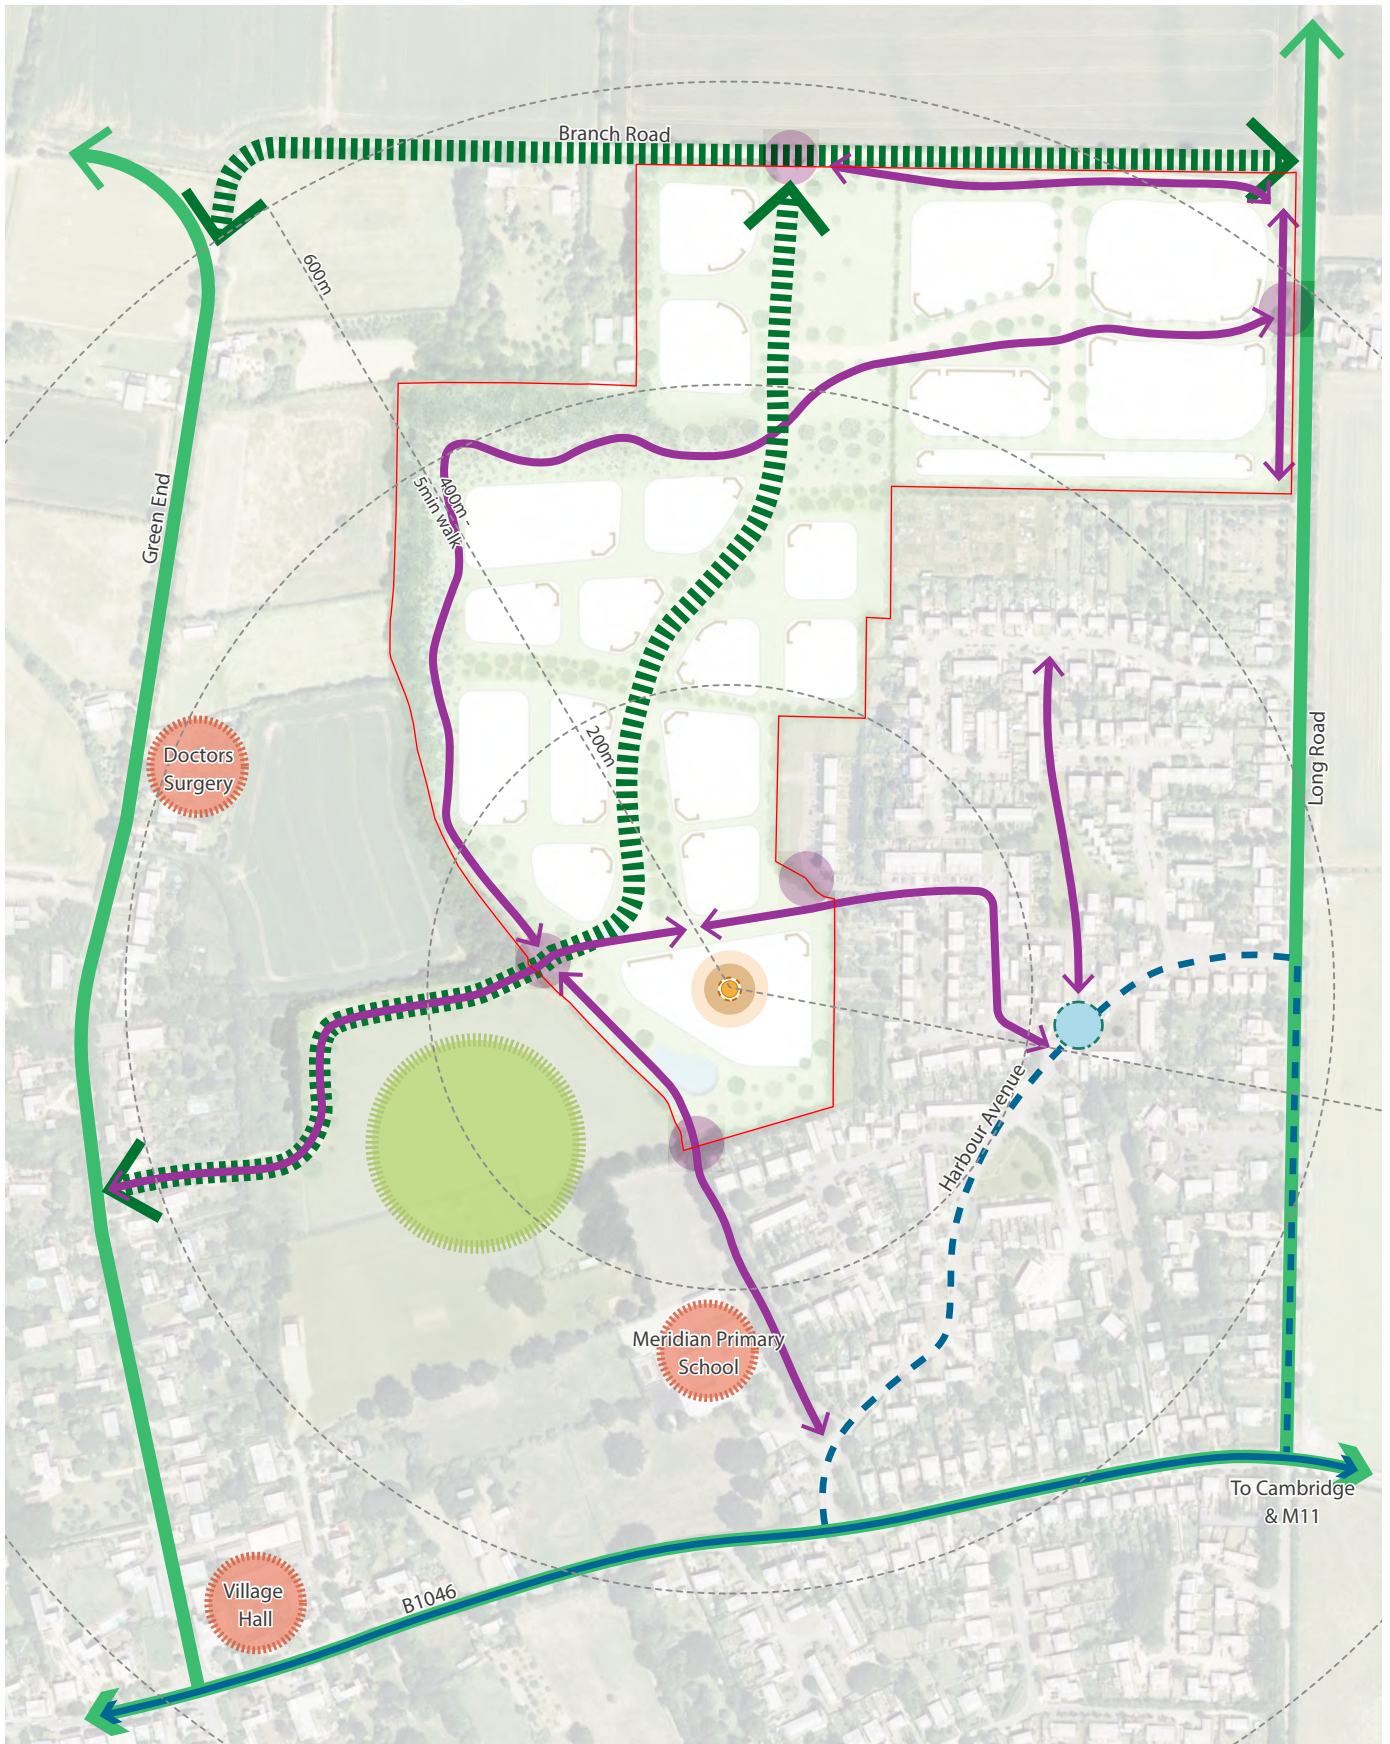 Branch Road
600m
Green End
400m -
5min walk
200m
Long Road
Doctors
Surgery
Harbour Avenue
Meridian Primary
School
To Cambridge
& M11
Village
Hall
B1046